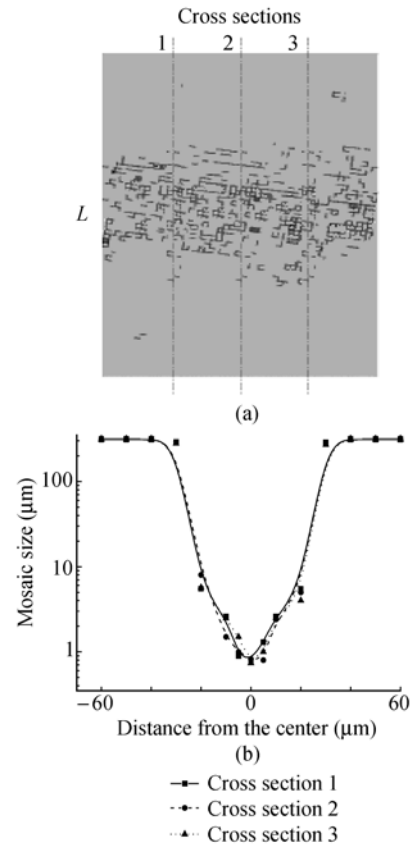 Cross sections
1 2 3
L
(a)
100
10
1
Mosaic size (μm)
−60 0 60
Distance from the center (μm)
(b)
Cross section 1
Cross section 2
Cross section 3